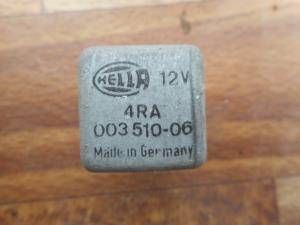 HELLA 12V
4RA
003 510-06
Made in Germany